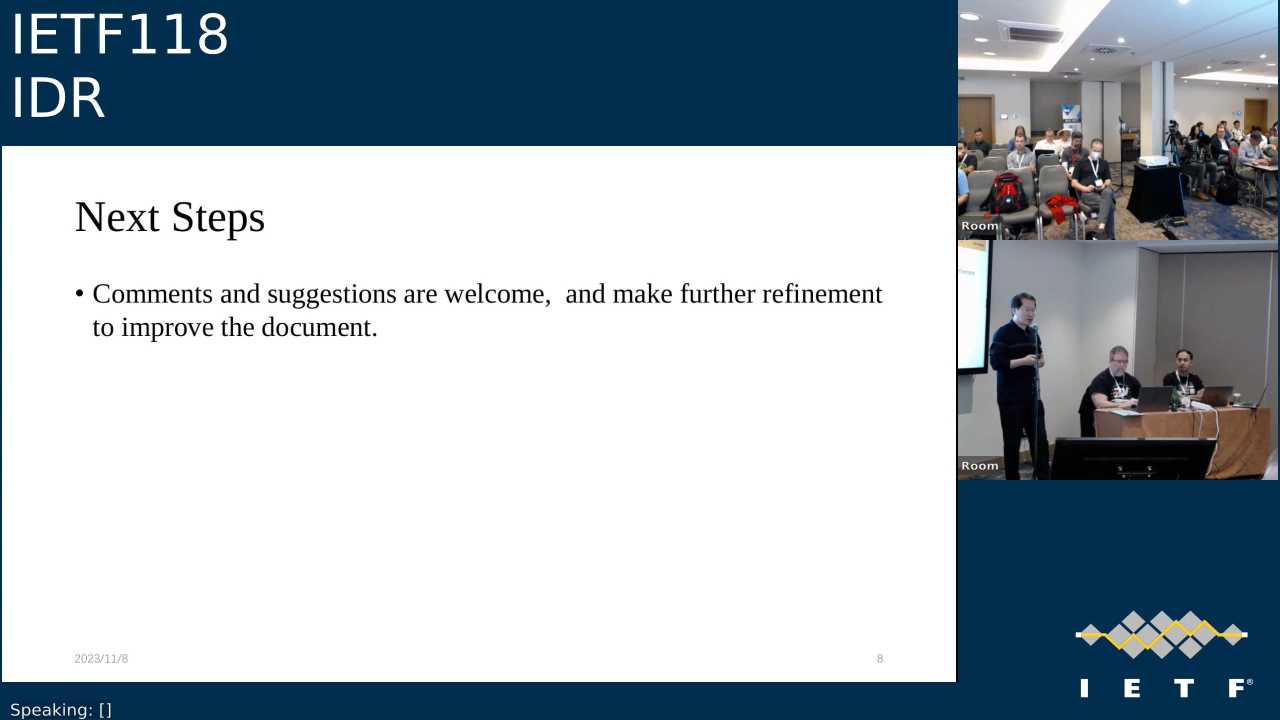 IETF118
IDR
Next Steps
• Comments and suggestions are welcome,  and make further refinement
to improve the document.
2023/11/8
8
Speaking: []
Room
Room
I E T F®